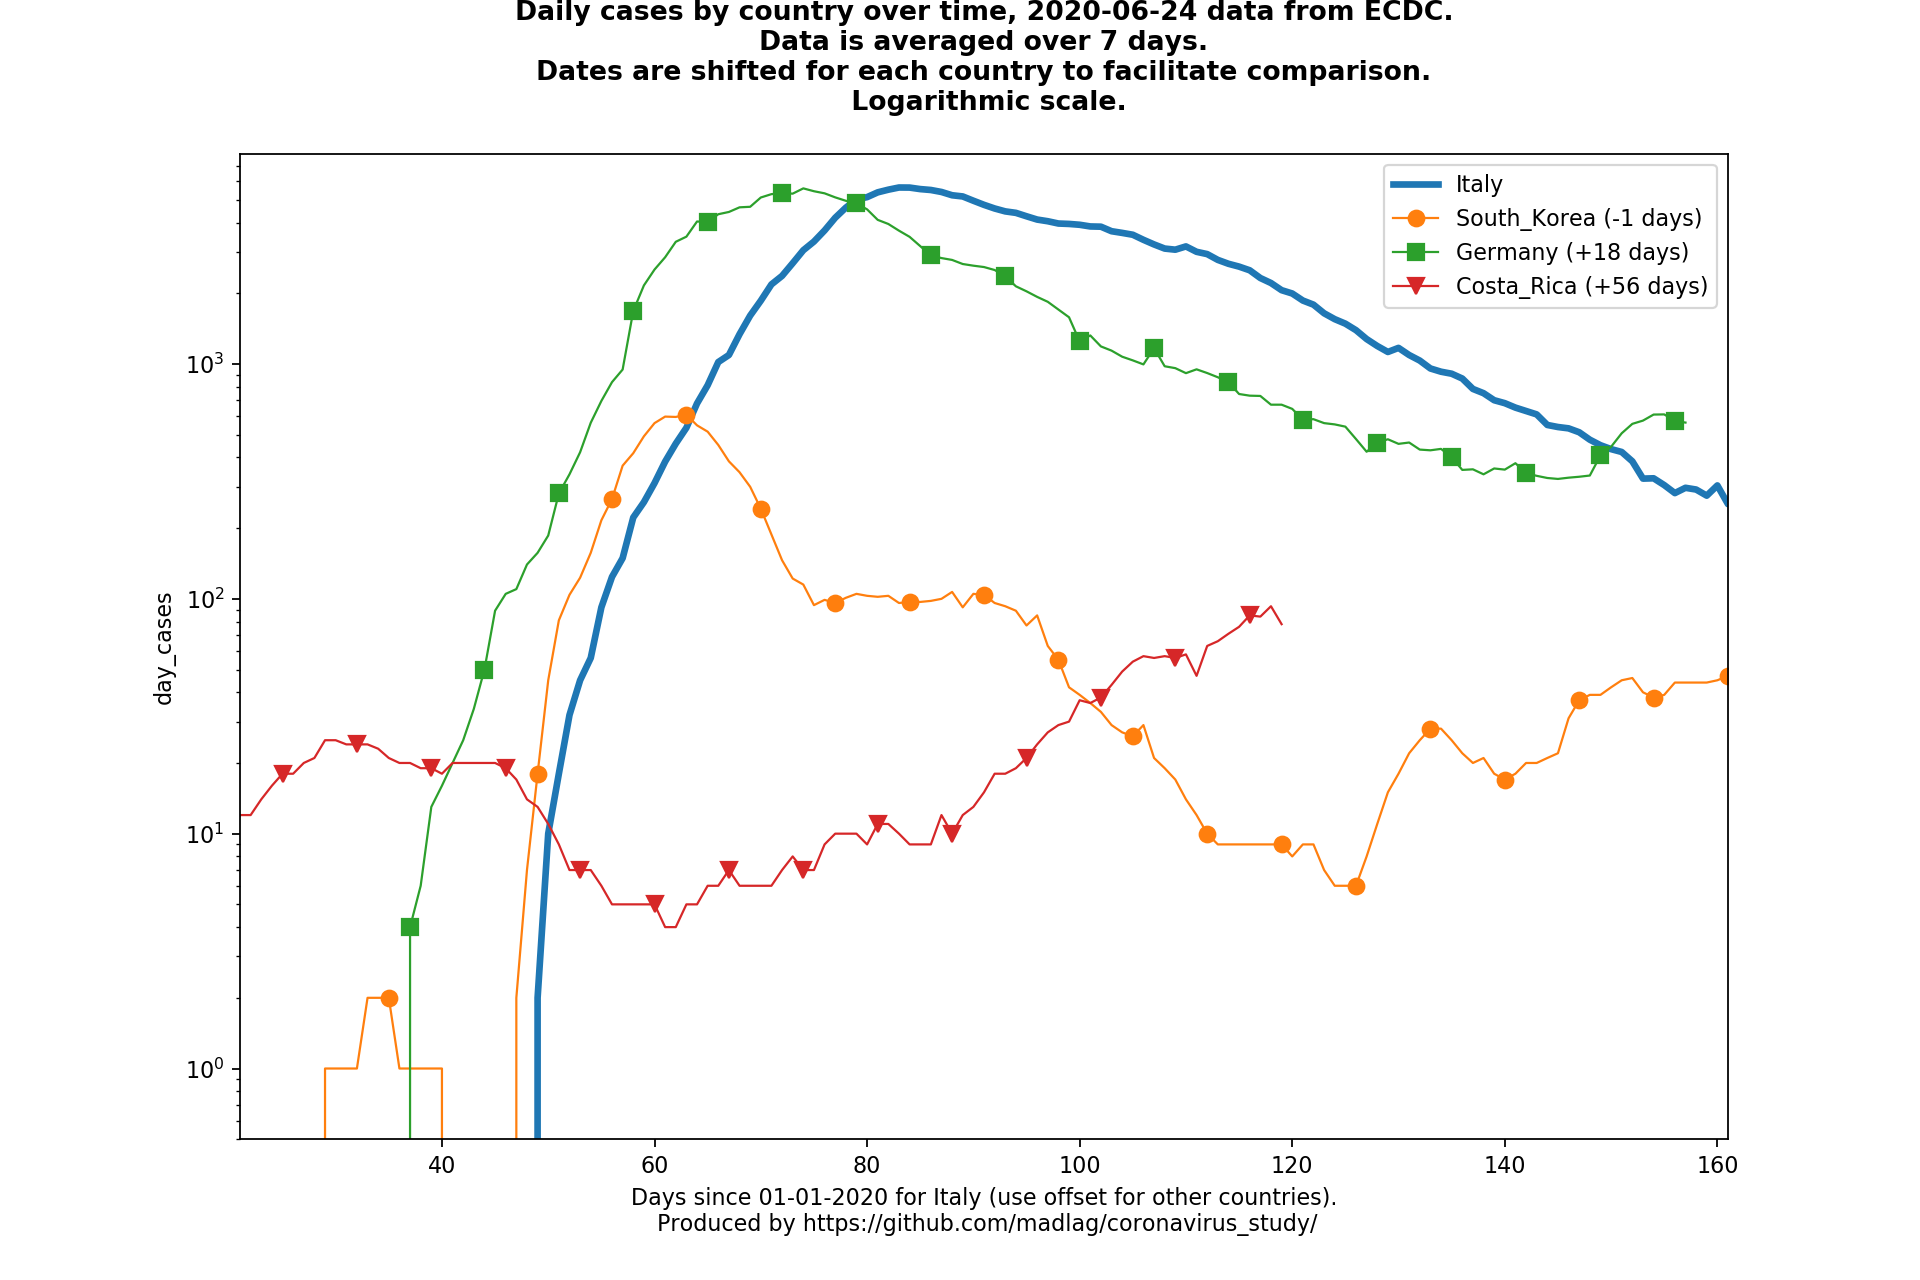 Daily cases by country over time, 2020-06-24 data from ECDC.
Data is averaged over 7 days.
Dates are shifted for each country to facilitate comparison.
Logarithmic scale.
Italy
South_Korea (-1 days)
Germany (+18 days)
Costa_Rica (+56 days)
day_cases
10³
10²
10¹
10⁰
40 60 80 100 120 140 160
Days since 01-01-2020 for Italy (use offset for other countries).
Produced by https://github.com/madlag/coronavirus_study/